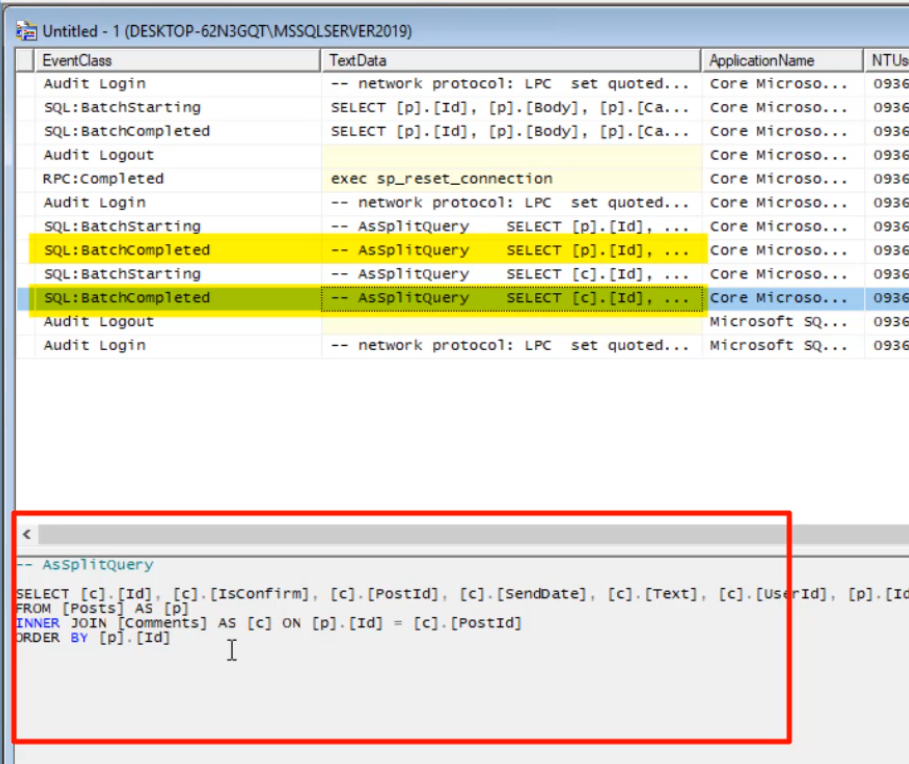 Untitled - 1 (DESKTOP-62N3GQT\MSSQLSERVER2019)
EventClass TextData ApplicationName NTUs
Audit Login -- network protocol: LPC set quoted... Core Microso... 0936
SQL:BatchStarting SELECT [p].[Id], [p].[Body], [p].[Ca... Core Microso... 0936
SQL:BatchCompleted SELECT [p].[Id], [p].[Body], [p].[Ca... Core Microso... 0936
Audit Logout Core Microso... 0936
RPC:Completed exec sp_reset_connection Core Microso... 0936
Audit Login -- network protocol: LPC set quoted... Core Microso... 0936
SQL:BatchStarting -- AsSplitQuery SELECT [p].[Id], ... Core Microso... 0936
SQL:BatchCompleted -- AsSplitQuery SELECT [p].[Id], ... Core Microso... 0936
SQL:BatchStarting -- AsSplitQuery SELECT [c].[Id], ... Core Microso... 0936
SQL:BatchCompleted -- AsSplitQuery SELECT [c].[Id], ... Core Microso... 0936
Audit Logout Microsoft SQ... 0936
Audit Login -- network protocol: LPC set quoted... Microsoft SQ... 0936
-- AsSplitQuery
SELECT [c].[Id], [c].[IsConfirm], [c].[PostId], [c].[SendDate], [c].[Text], [c].[UserId], [p].[Id
FROM [Posts] AS [p]
INNER JOIN [Comments] AS [c] ON [p].[Id] = [c].[PostId]
ORDER BY [p].[Id]